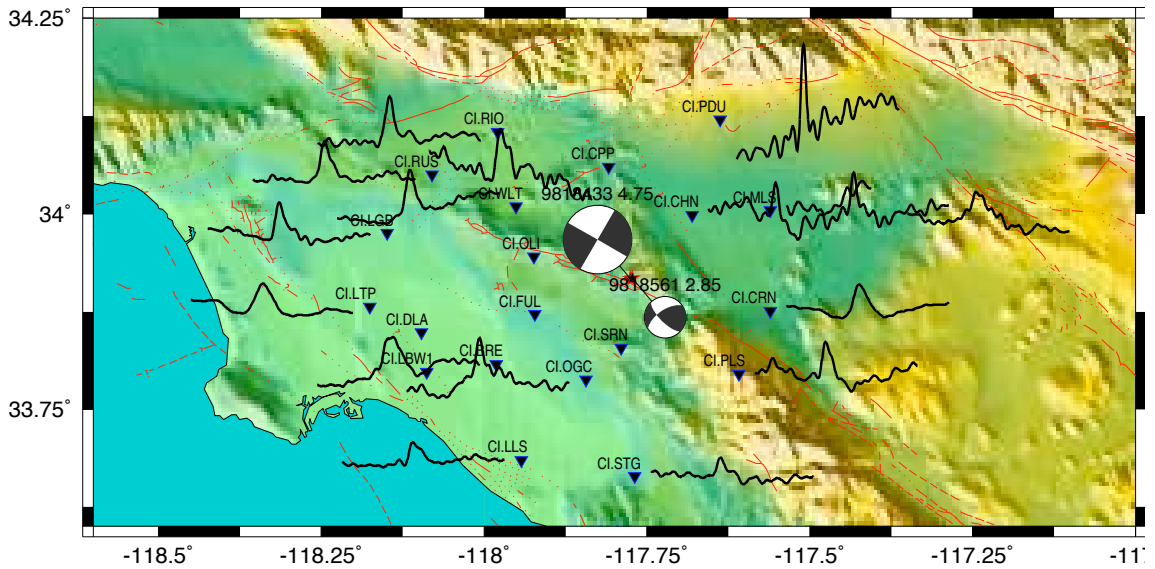 34.25°
CI.PDU
CI.RIO
CI.CPP
CI.RUS
9818433 4.75
CI.WLT
CI.MLS
CI.CHN
34°
CI.LGB
CI.OLI
9818561 2.85
CI.LTP
CI.FUL
CI.CRN
CI.DLA
CI.SRN
CI.BRE
CI.LBW1
CI.OGC
CI.PLS
33.75°
CI.LLS
CI.STG
-118.5° -118.25° -118° -117.75° -117.5° -117.25°